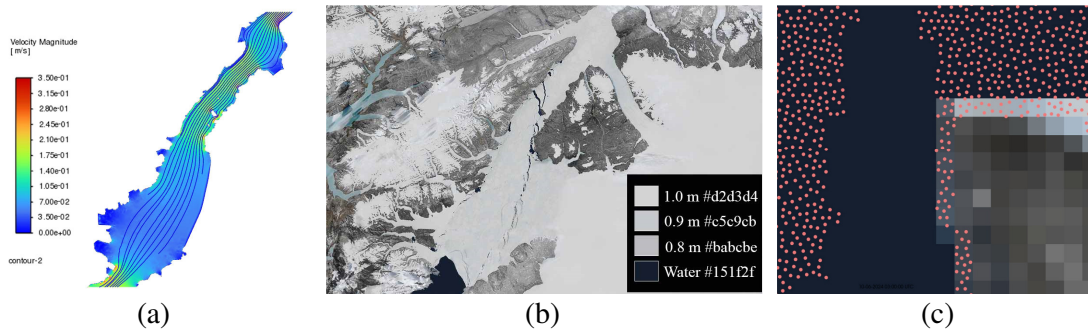 Velocity Magnitude
[ m/s ]
3.50e-01
3.15e-01
2.80e-01
2.45e-01
2.10e-01
1.75e-01
1.40e-01
1.05e-01
7.00e-02
3.50e-02
0.00e+00
contour-2
(a)
1.0 m #d2d3d4
0.9 m #c5c9cb
0.8 m #babcbe
Water #151f2f
(b)
(c)